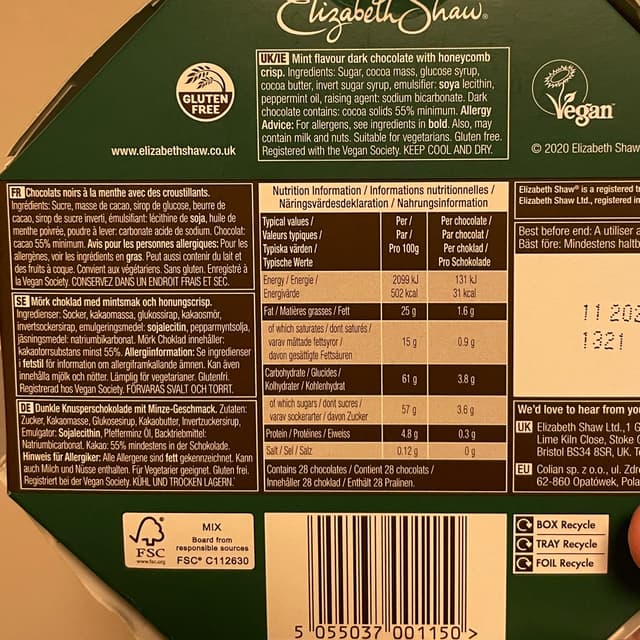 Elizabeth Shaw®
GLUTEN
FREE
www.elizabethshaw.co.uk
UK/IE Mint flavour dark chocolate with honeycomb
crisp. Ingredients: Sugar, cocoa mass, glucose syrup,
cocoa butter, invert sugar syrup, emulsifier: soya lecithin,
peppermint oil, raising agent: sodium bicarbonate. Dark
chocolate contains: cocoa solids 55% minimum. Allergy
Advice: For allergens, see ingredients in bold. Also, may
contain milk and nuts. Suitable for vegetarians. Gluten free.
Registered with the Vegan Society. KEEP COOL AND DRY.
Vegan
© 2020 Elizabeth Shaw
FR Chocolats noirs à la menthe avec des croustillants.
Ingrédients: Sucre, masse de cacao, sirop de glucose, beurre de
cacao, sirop de sucre inverti, émulsifiant: lécithine de soja, huile de
menthe poivrée, poudre à lever: carbonate acide de sodium. Chocolat:
cacao 55% minimum. Avis pour les personnes allergiques: Pour les
allergènes, voir les ingrédients en gras. Peut aussi contenir du lait et
des fruits à coque. Convient aux végétariens. Sans gluten. Enregistré à
la Vegan Society. CONSERVEZ DANS UN ENDROIT FRAIS ET SEC.
SE Mörk choklad med mintsmak och honungscrisp.
Ingredienser: Socker, kakaomassa, glukossirap, kakaosmör,
invertsockersirap, emulgeringsmedel: sojalecitin, pepparmyntsolja,
jäsningsmedel: natriumbikarbonat. Mörk Choklad innehåller:
kakaotorrsubstans minst 55%. Allergiinformation: Se ingredienser
i fetstil för information om allergiframkallande ämnen. Kan även
innehålla mjölk och nötter. Lämplig för vegetarianer. Glutenfri.
Registrerad hos Vegan Society. FÖRVARAS SVALT OCH TORRT.
DE Dunkle Knusperschokolade mit Minze-Geschmack. Zutaten:
Zucker, Kakaomasse, Glukosesirup, Kakaobutter, Invertzuckersirup,
Emulgator: Sojalecithin, Pfefferminz Öl, Backtriebmittel:
Natriumbicarbonat. Kakao: 55% mindestens in der Schokolade.
Hinweis für Allergiker: Alle Allergene sind fett gekennzeichnet. Kann
auch Milch und Nüsse enthalten. Für Vegetarier geeignet. Gluten frei.
Registriert bei der Vegan Society. KÜHL UND TROCKEN LAGERN.
Nutrition Information / Informations nutritionnelles /
Näringsvärdesdeklaration / Nahrungsinformation
Typical values / Per / Per chocolate /
Valeurs typiques / Par / Par chocolat /
Typiska värden / Pro 100g Per choklad /
Typische Werte Pro Schokolade
Energy / Energie / 2099 kJ 131 kJ
Energivärde 502 kcal 31 kcal
Fat / Matières grasses / Fett 25 g 1.6 g
of which saturates / dont saturés /
varav mättade fettsyror / 15 g 0.9 g
davon gesättigte Fettsäuren
Carbohydrate / Glucides / 61 g 3.8 g
Kolhydrater / Kohlenhydrat
of which sugars / dont sucres / 57 g 3.6 g
varav sockerarter / davon Zucker
Protein / Protéines / Eiweiss 4.8 g 0.3 g
Salt / Sel / Salz 0.12 g 0 g
Contains 28 chocolates / Contient 28 chocolats /
Innehåller 28 choklad / Enthält 28 Pralinen.
Elizabeth Shaw® is a registered
Elizabeth Shaw Ltd., registered in
Best before end: A utiliser
Bäst före: Mindestens
11 202
1321
We'd love to hear from
UK Elizabeth Shaw Ltd.,1
Lime Kiln Close, Stoke
Bristol BS34 8SR, UK.
EU Colian sp. z o.o., ul.
62-860 Opatówek,
FSC
www.fsc.org
MIX
Board from
responsible sources
FSC® C112630
BOX Recycle
TRAY Recycle
FOIL Recycle
5 055037 001150 >